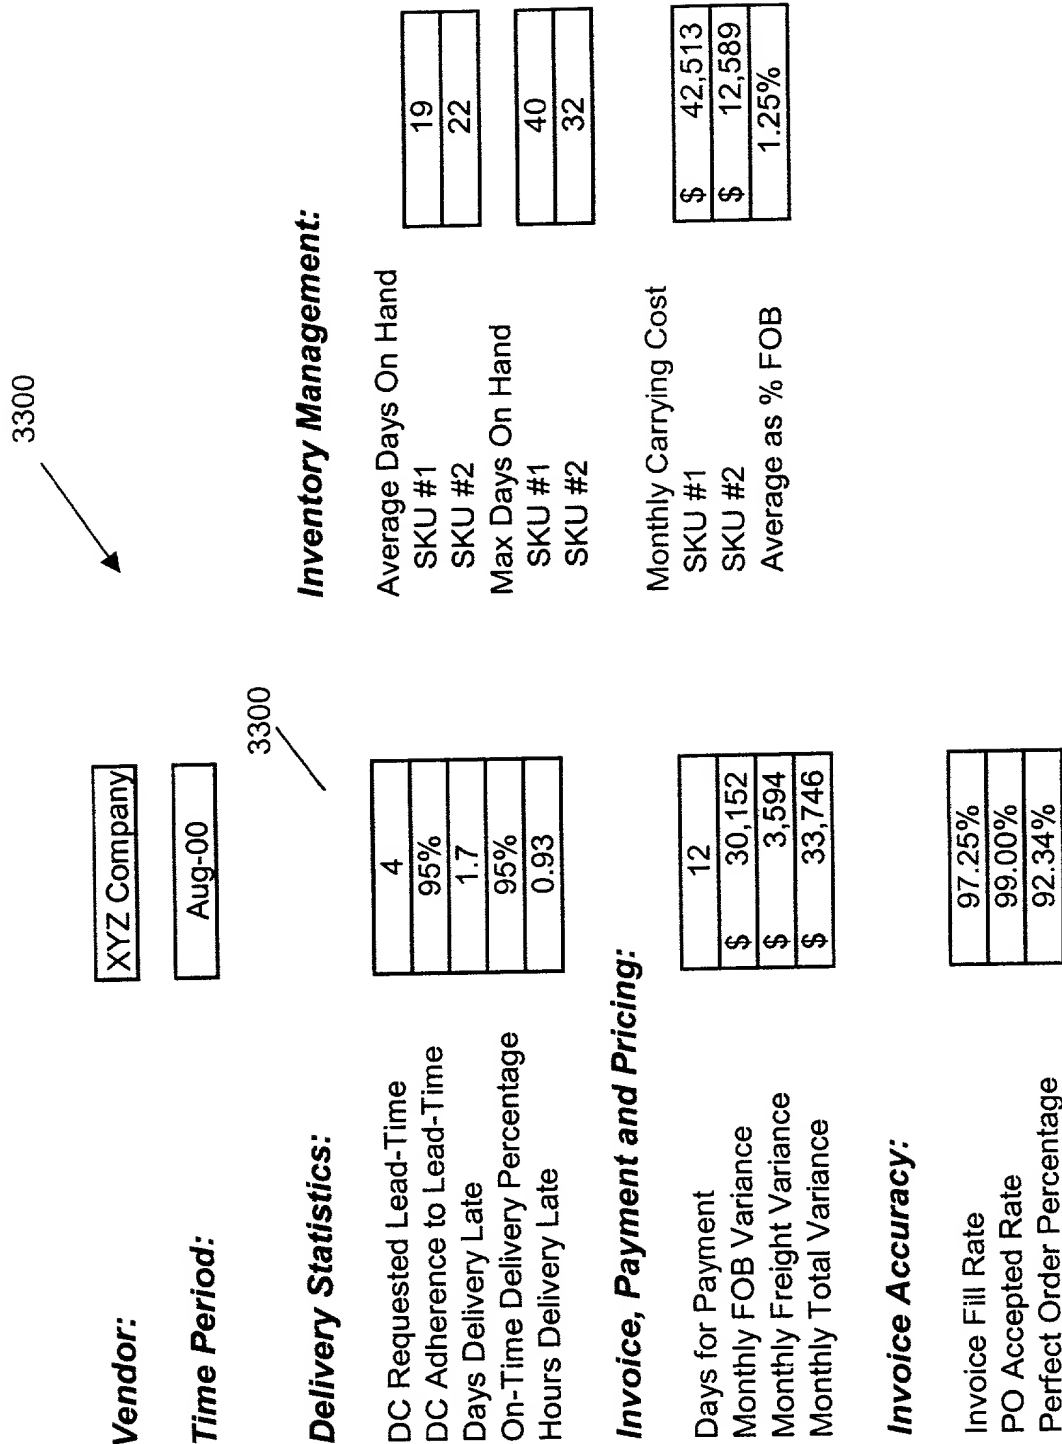 3300
Vendor: XYZ Company
Time Period: Aug-00
3300
Delivery Statistics:
DC Requested Lead-Time 4
DC Adherence to Lead-Time 95%
Days Delivery Late 1.7
On-Time Delivery Percentage 95%
Hours Delivery Late 0.93
Invoice, Payment and Pricing:
Days for Payment 12
Monthly FOB Variance $ 30,152
Monthly Freight Variance $ 3,594
Monthly Total Variance $ 33,746
Invoice Accuracy:
Invoice Fill Rate 97.25%
PO Accepted Rate 99.00%
Perfect Order Percentage 92.34%
Inventory Management:
Average Days On Hand
SKU #1 19
SKU #2 22
Max Days On Hand
SKU #1 40
SKU #2 32
Monthly Carrying Cost
SKU #1 $ 42,513
SKU #2 $ 12,589
Average as % FOB 1.25%